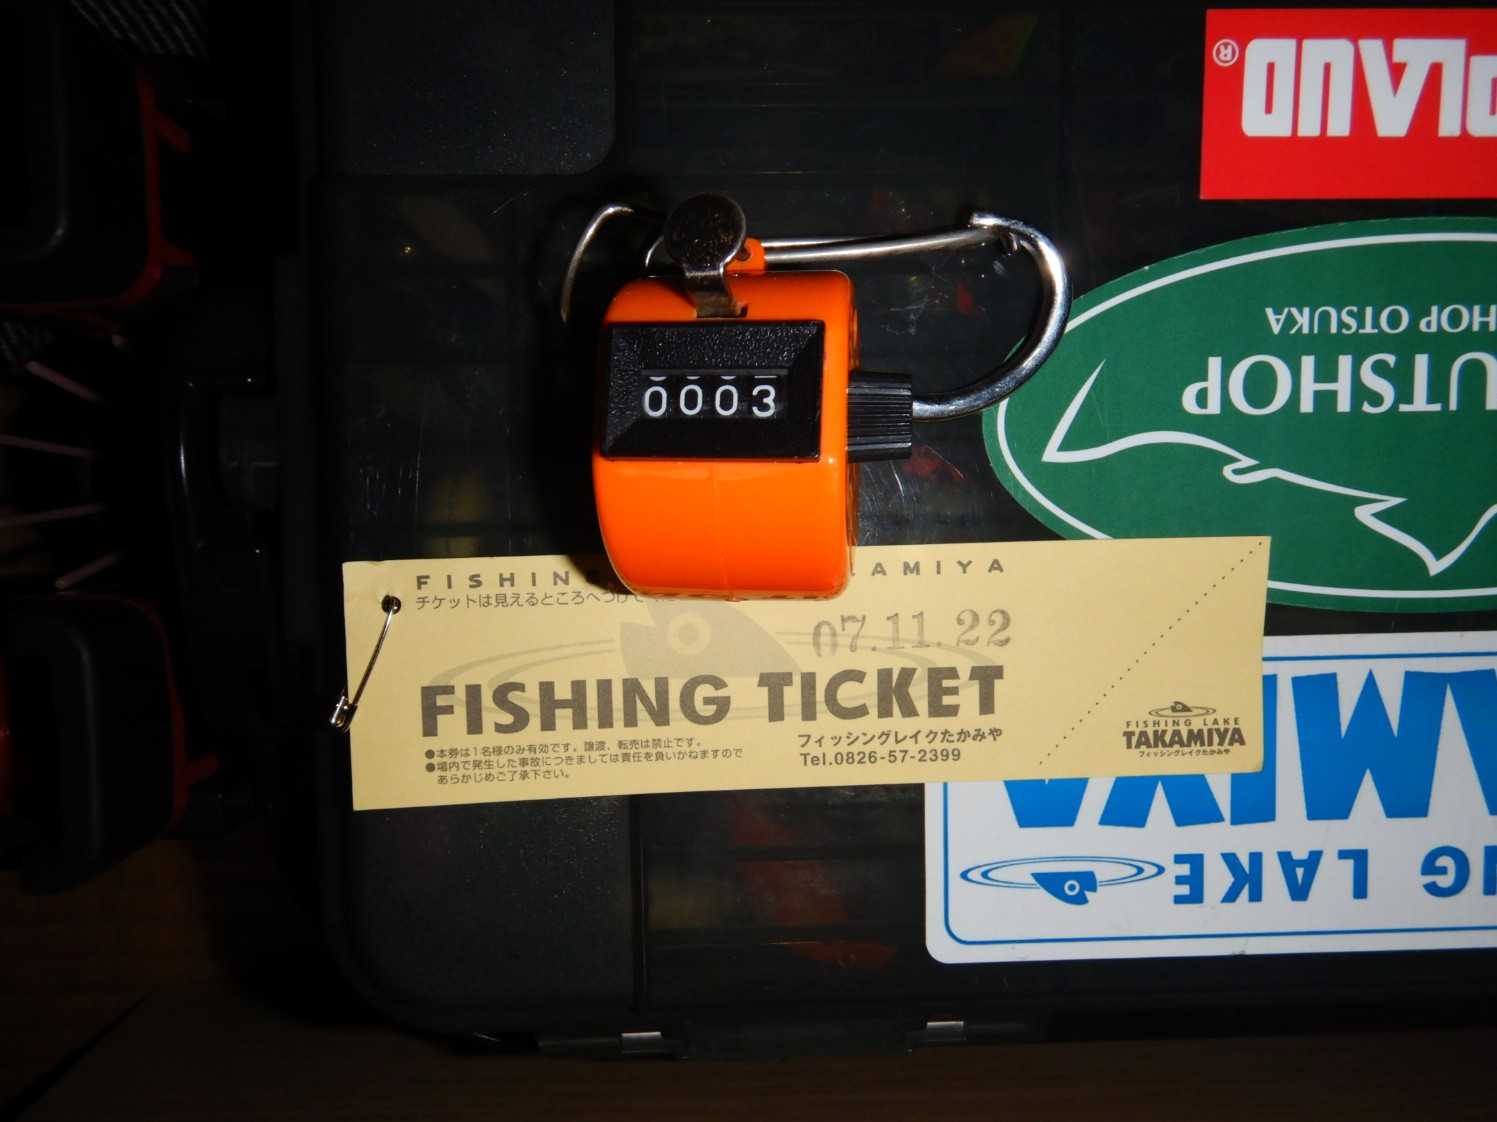 ®
HOP OTSUKA
UTSHOP
0003
FISHIN AMIYA
チケットは見えるところへつけて
07.11.22
FISHING TICKET
●本券は1名様のみ有効です。譲渡、転売は禁止です。
●場内で発生した事故につきましては責任を負いかねますので
あらかじめご了承下さい。
フィッシングレイクたかみや
Tel.0826-57-2399
FISHING LAKE
TAKAMIYA
フィッシングレイクたかみや
NG LAKE